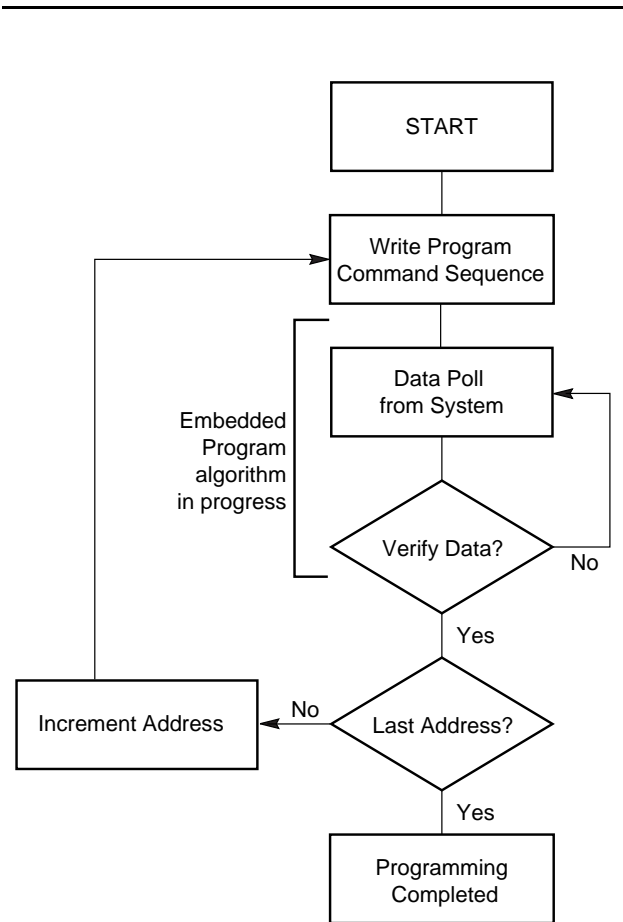 START
Write Program
Command Sequence
Data Poll
from System
Embedded
Program
algorithm
in progress
Verify Data?
No
Yes
Increment Address
No
Last Address?
Yes
Programming
Completed